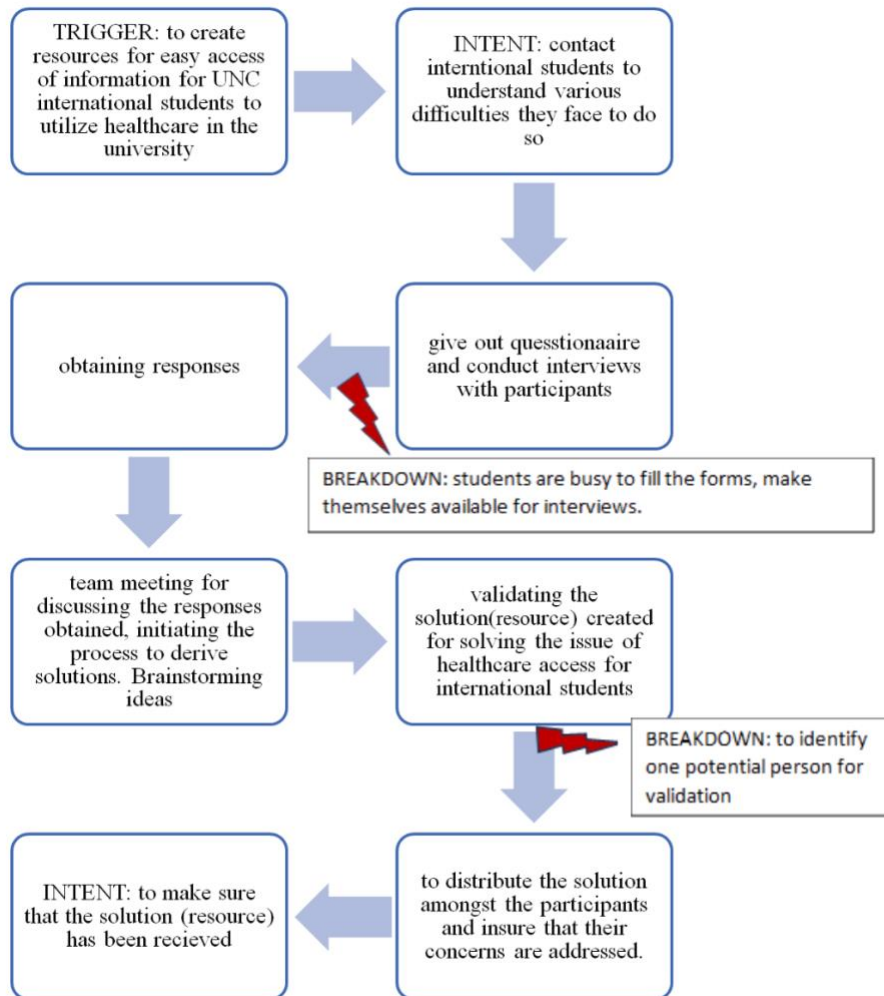 TRIGGER: to create
resources for easy access
of information for UNC
international students to
utilize healthcare in the
university
INTENT: contact
interntional students to
understand various
difficulties they face to do
so
give out quesstionaaire
and conduct interviews
with participants
obtaining responses
BREAKDOWN: students are busy to fill the forms, make
themselves available for interviews.
team meeting for
discussing the responses
obtained, initiating the
process to derive
solutions. Brainstorming
ideas
validating the
solution(resource) created
for solving the issue of
healthcare access for
international students
BREAKDOWN: to identify
one potential person for
validation
to distribute the solution
amongst the participants
and insure that their
concerns are addressed.
INTENT: to make sure
that the solution (resource)
has been recieved